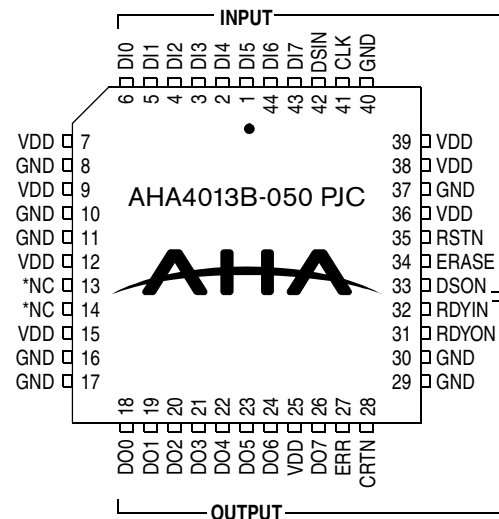 INPUT
DI0 DI1 DI2 DI3 DI4 DI5 DI6 DI7 DSIN CLK GND
6 5 4 3 2 1 44 43 42 41 40
VDD 7 39 VDD
GND 8 38 VDD
VDD 9 37 GND
GND 10 36 VDD
GND 11 35 RSTN
VDD 12 34 ERASE
*NC 13 33 DSON
*NC 14 32 RDYIN
VDD 15 31 RDYON
GND 16 30 GND
GND 17 29 GND
AHA4013B-050 PJC
AHA
18 19 20 21 22 23 24 25 26 27 28
DO0 DO1 DO2 DO3 DO4 DO5 DO6 VDD DO7 ERR CRTN
OUTPUT